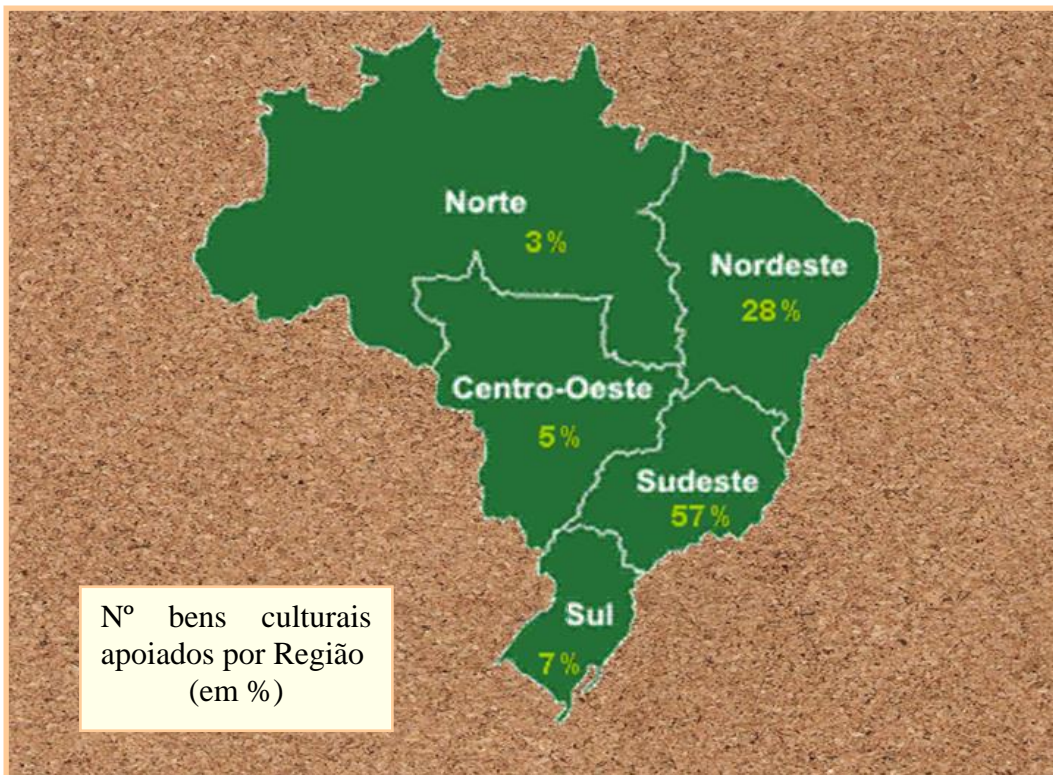 Norte
3%
Nordeste
28%
Centro-Oeste
5%
Sudeste
57%
Sul
7%
Nº bens culturais
apoiados por Região
(em %)